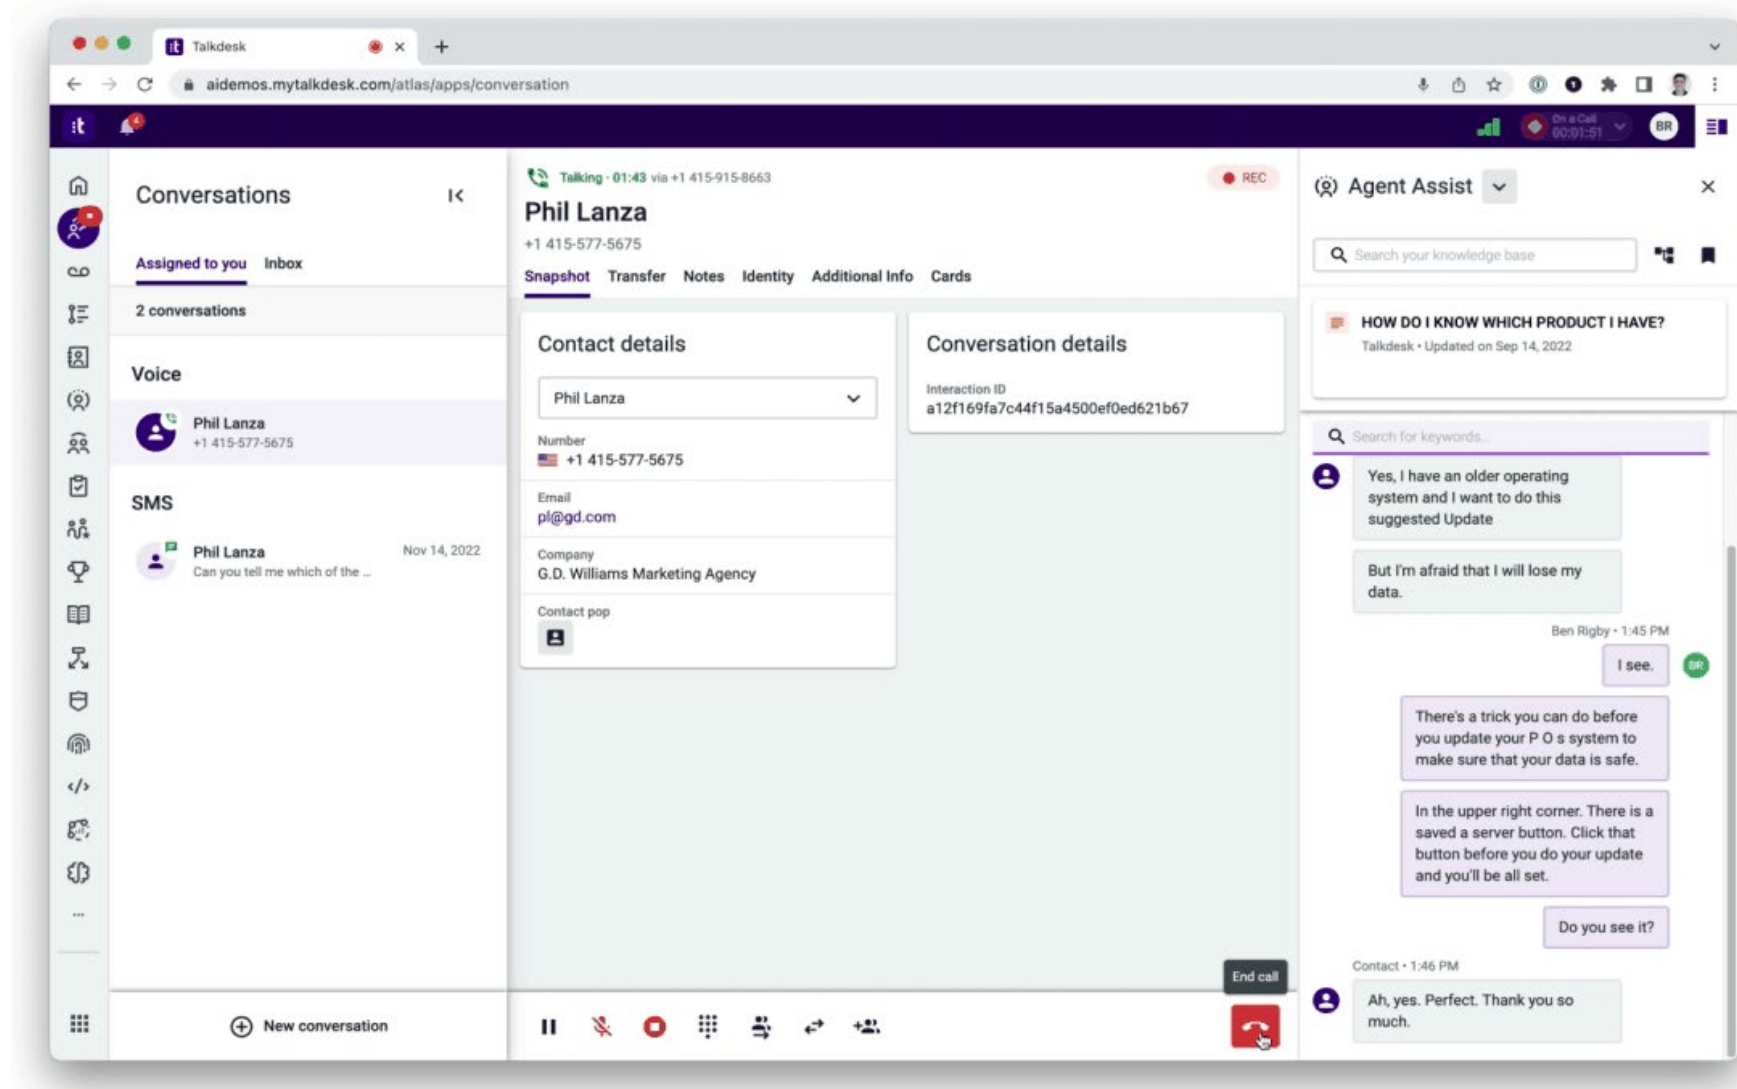 Talkdesk
aidemos.mytalkdesk.com/atlas/apps/conversation
:t
4
On a Call
00:01:51
BR
Conversations
Assigned to you Inbox
2 conversations
Voice
Phil Lanza
+1 415-577-5675
SMS
Phil Lanza
Nov 14, 2022
Can you tell me which of the ...
New conversation
Talking · 01:43 via +1 415-915-8663
REC
Phil Lanza
+1 415-577-5675
Snapshot Transfer Notes Identity Additional Info Cards
Contact details
Phil Lanza
Number
+1 415-577-5675
Email
pl@gd.com
Company
G.D. Williams Marketing Agency
Contact pop
Conversation details
Interaction ID
a12f169fa7c44f15a4500ef0ed621b67
End call
Agent Assist
Search your knowledge base
HOW DO I KNOW WHICH PRODUCT I HAVE?
Talkdesk • Updated on Sep 14, 2022
Search for keywords...
Yes, I have an older operating
system and I want to do this
suggested Update
But I'm afraid that I will lose my
data.
Ben Rigby • 1:45 PM
I see.
BR
There's a trick you can do before
you update your P O s system to
make sure that your data is safe.
In the upper right corner. There is a
saved a server button. Click that
button before you do your update
and you'll be all set.
Do you see it?
Contact • 1:46 PM
Ah, yes. Perfect. Thank you so
much.